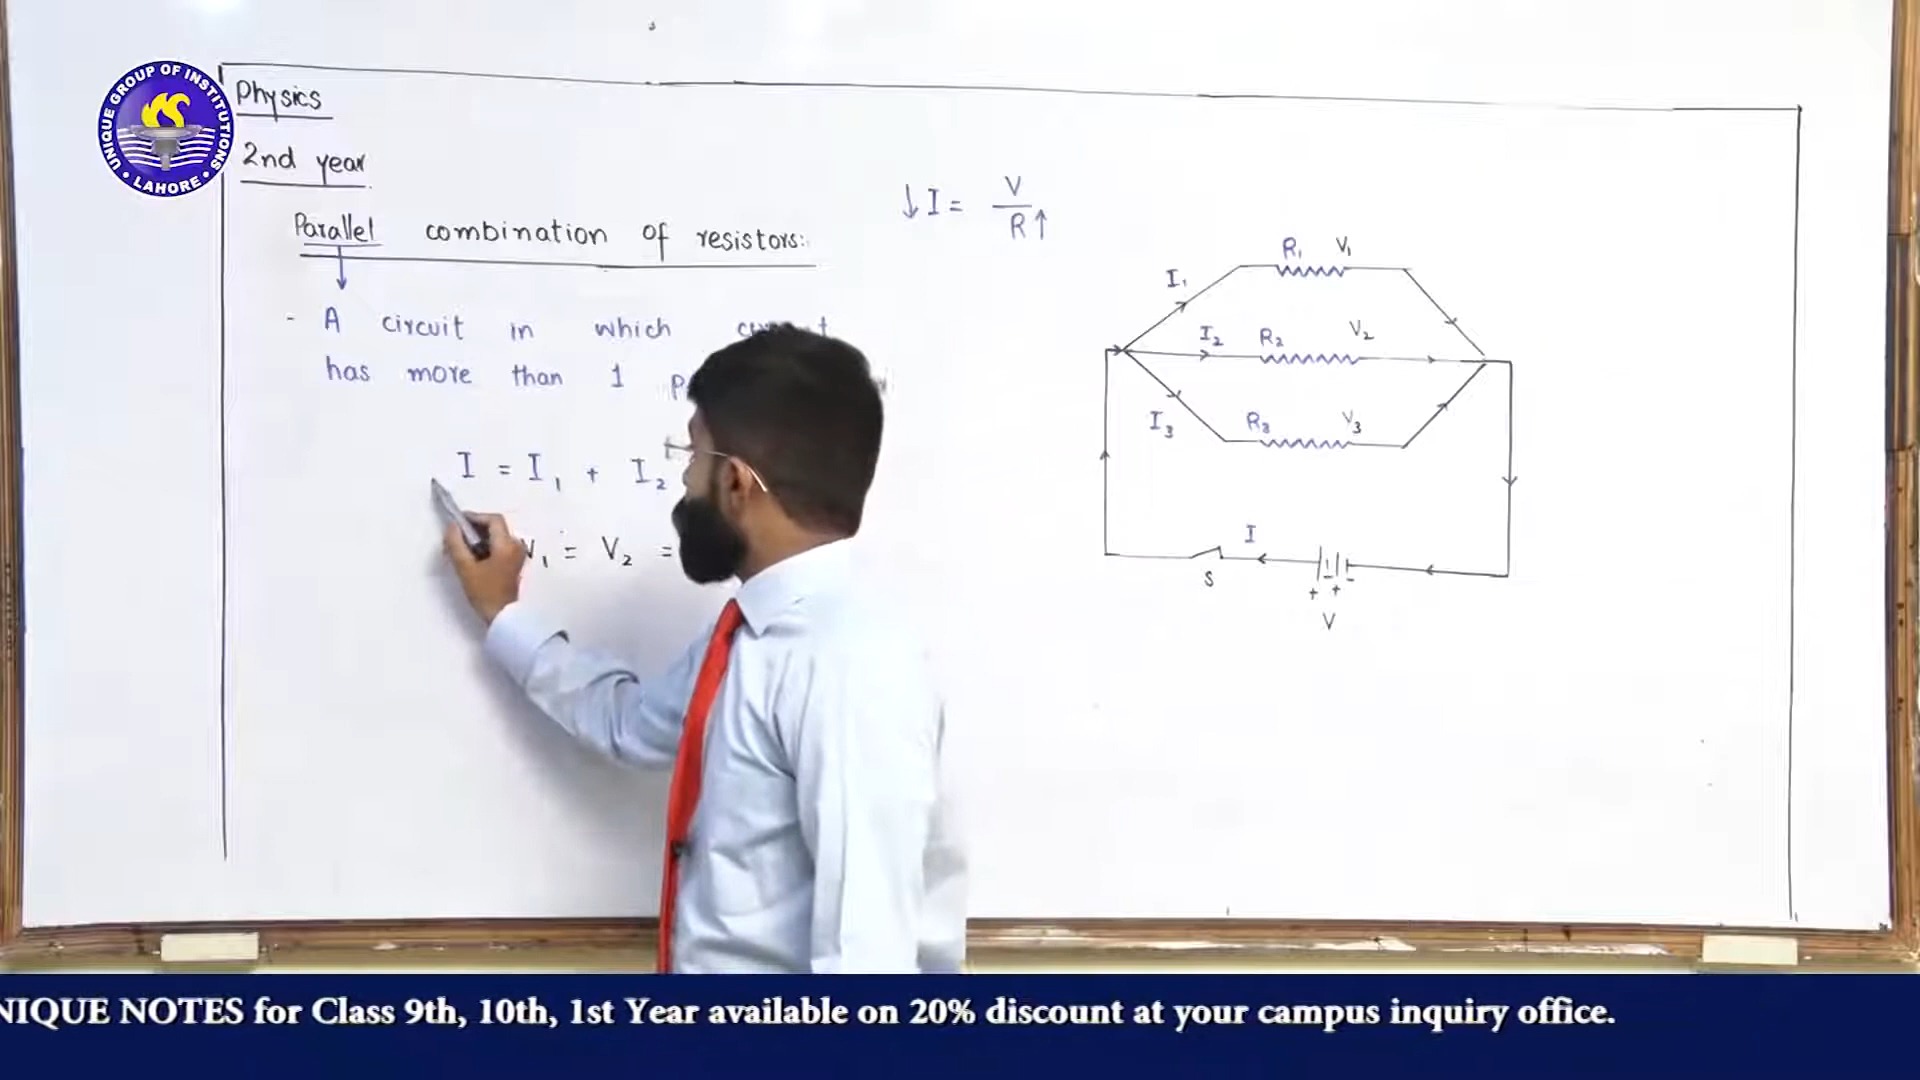 UNIQUE GROUP OF INSTITUTIONS
• LAHORE •
Physics
2nd year
Parallel combination of resistors:
- A circuit in which
has more than 1
I = I₁ + I₂
V₁ = V₂ =
↓I = V / R↑
R₁ V₁
I₁
I₂ R₂ V₂
I₃ R₃ V₃
I
S
+ +
V
NIQUE NOTES for Class 9th, 10th, 1st Year available on 20% discount at your campus inquiry office.